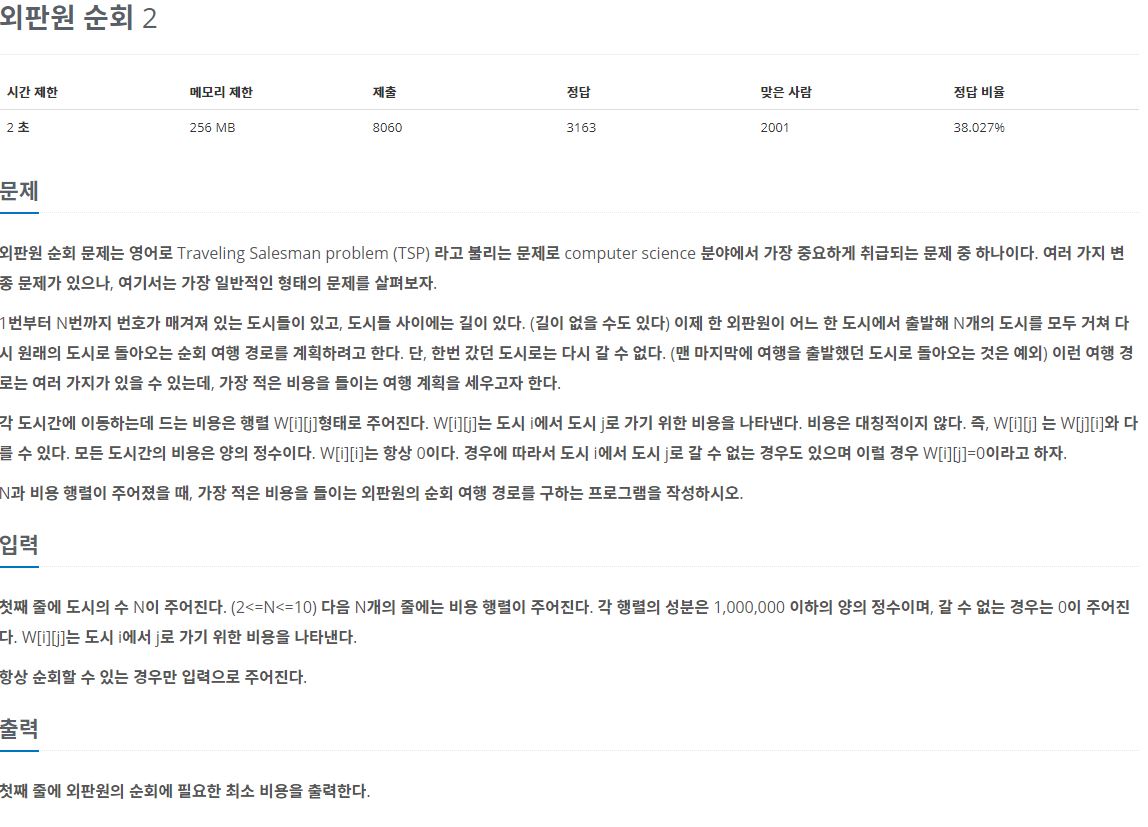 외판원 순회 2
시간 제한 메모리 제한 제출 정답 맞은 사람 정답 비율
2 초 256 MB 8060 3163 2001 38.027%
문제
외판원 순회 문제는 영어로 Traveling Salesman problem (TSP) 라고 불리는 문제로 computer science 분야에서 가장 중요하게 취급되는 문제 중 하나이다. 여러 가지 변
종 문제가 있으나, 여기서는 가장 일반적인 형태의 문제를 살펴보자.
1번부터 N번까지 번호가 매겨져 있는 도시들이 있고, 도시들 사이에는 길이 있다. (길이 없을 수도 있다) 이제 한 외판원이 어느 한 도시에서 출발해 N개의 도시를 모두 거쳐 다
시 원래의 도시로 돌아오는 순회 여행 경로를 계획하려고 한다. 단, 한번 갔던 도시로는 다시 갈 수 없다. (맨 마지막에 여행을 출발했던 도시로 돌아오는 것은 예외) 이런 여행 경
로는 여러 가지가 있을 수 있는데, 가장 적은 비용을 들이는 여행 계획을 세우고자 한다.
각 도시간에 이동하는데 드는 비용은 행렬 W[i][j]형태로 주어진다. W[i][j]는 도시 i에서 도시 j로 가기 위한 비용을 나타낸다. 비용은 대칭적이지 않다. 즉, W[i][j] 는 W[j][i]와 다
를 수 있다. 모든 도시간의 비용은 양의 정수이다. W[i][i]는 항상 0이다. 경우에 따라서 도시 i에서 도시 j로 갈 수 없는 경우도 있으며 이럴 경우 W[i][j]=0이라고 하자.
N과 비용 행렬이 주어졌을 때, 가장 적은 비용을 들이는 외판원의 순회 여행 경로를 구하는 프로그램을 작성하시오.
입력
첫째 줄에 도시의 수 N이 주어진다. (2<=N<=10) 다음 N개의 줄에는 비용 행렬이 주어진다. 각 행렬의 성분은 1,000,000 이하의 양의 정수이며, 갈 수 없는 경우는 0이 주어진
다. W[i][j]는 도시 i에서 j로 가기 위한 비용을 나타낸다.
항상 순회할 수 있는 경우만 입력으로 주어진다.
출력
첫째 줄에 외판원의 순회에 필요한 최소 비용을 출력한다.